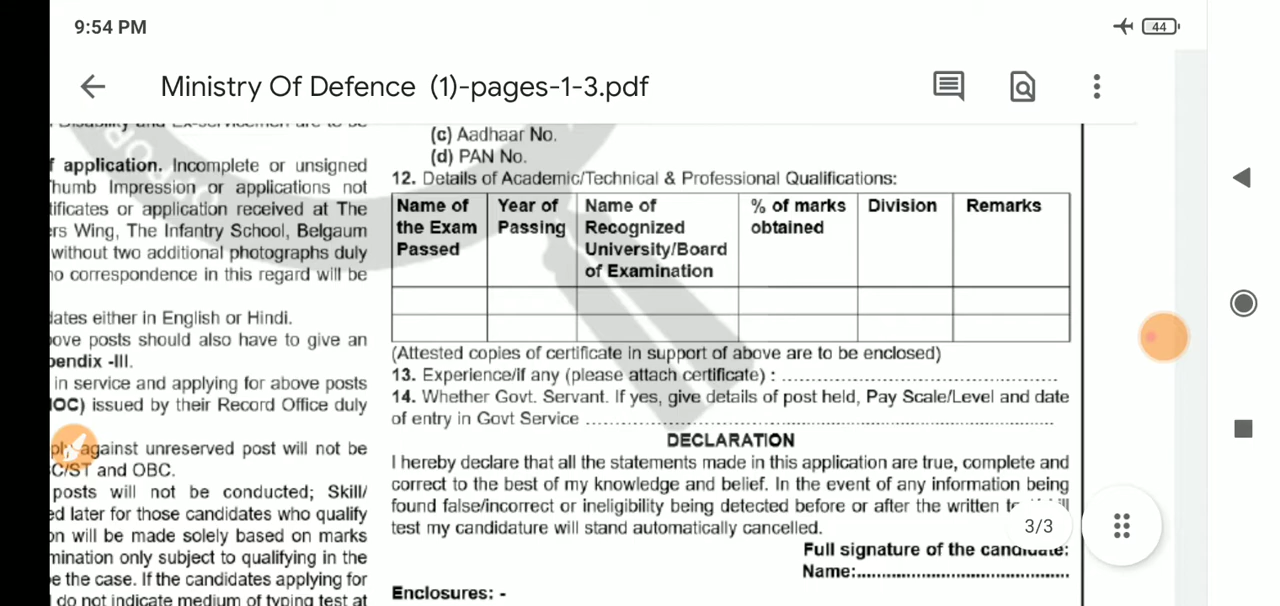 9:54 PM
44
Ministry Of Defence (1)-pages-1-3.pdf
f application. Incomplete or unsigned
humb Impression or applications not
tificates or application received at The
rs Wing, The Infantry School, Belgaum
without two additional photographs duly
o correspondence in this regard will be
dates either in English or Hindi.
ove posts should also have to give an
pendix -III.
in service and applying for above posts
OC) issued by their Record Office duly
ply against unreserved post will not be
C/ST and OBC.
posts will not be conducted; Skill/
ed later for those candidates who qualify
on will be made solely based on marks
mination only subject to qualifying in the
e the case. If the candidates applying for
do not indicate medium of typing test at
(c) Aadhaar No.
(d) PAN No.
12. Details of Academic/Technical & Professional Qualifications:
Name of the Exam Passed
Year of Passing
Name of Recognized University/Board of Examination
% of marks obtained
Division
Remarks
(Attested copies of certificate in support of above are to be enclosed)
13. Experience/if any (please attach certificate) : ................................................
14. Whether Govt. Servant. If yes, give details of post held, Pay Scale/Level and date
of entry in Govt Service ................................................................................
DECLARATION
I hereby declare that all the statements made in this application are true, complete and
correct to the best of my knowledge and belief. In the event of any information being
found false/incorrect or ineligibility being detected before or after the written
test my candidature will stand automatically cancelled.
3/3
Full signature of the candidate:
Name:.....................................
Enclosures: -